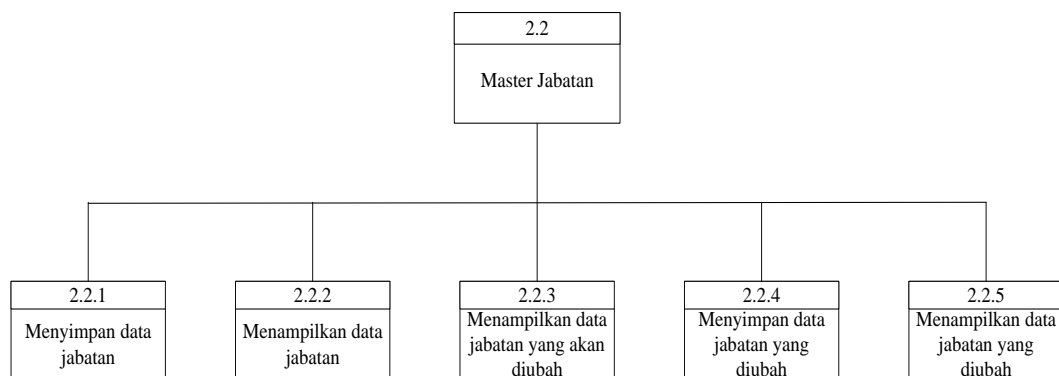 2.2
Master Jabatan
2.2.1
Menyimpan data
jabatan
2.2.2
Menampilkan data
jabatan
2.2.3
Menampilkan data
jabatan yang akan
diubah
2.2.4
Menyimpan data
jabatan yang
diubah
2.2.5
Menampilkan data
jabatan yang
diubah